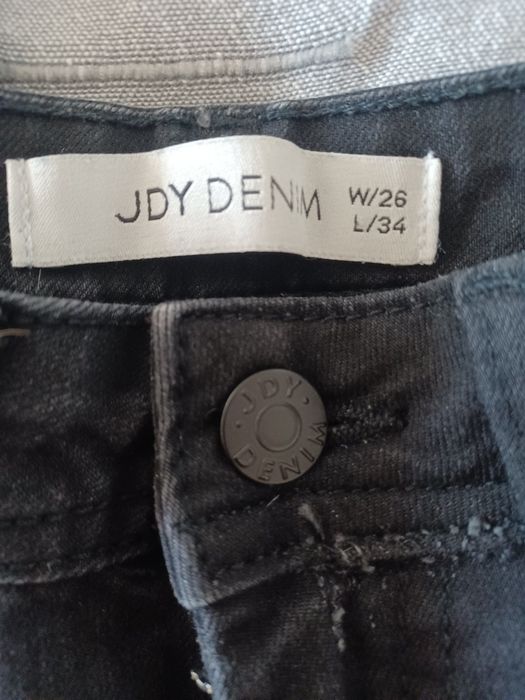 JDY DENIM
W/26
L/34
·JDY·
DENIM